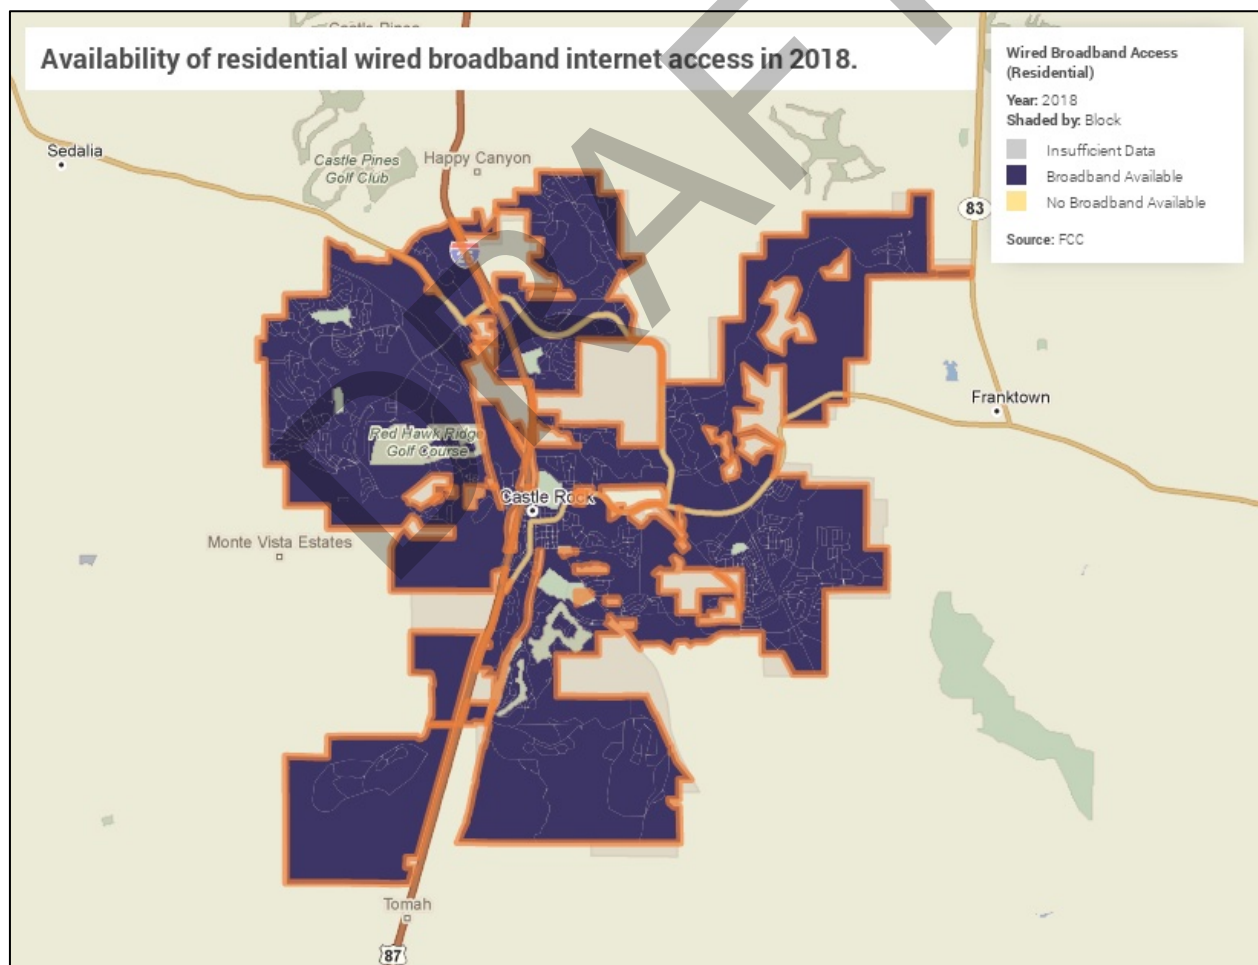 Castle Pines
Availability of residential wired broadband internet access in 2018.
Wired Broadband Access
(Residential)
Year: 2018
Shaded by: Block
Insufficient Data
Broadband Available
No Broadband Available
Source: FCC
DRAFT
Sedalia
Castle Pines
Golf Club
Happy Canyon
83
Franktown
Red Hawk Ridge
Golf Course
Castle Rock
Monte Vista Estates
Tomah
87